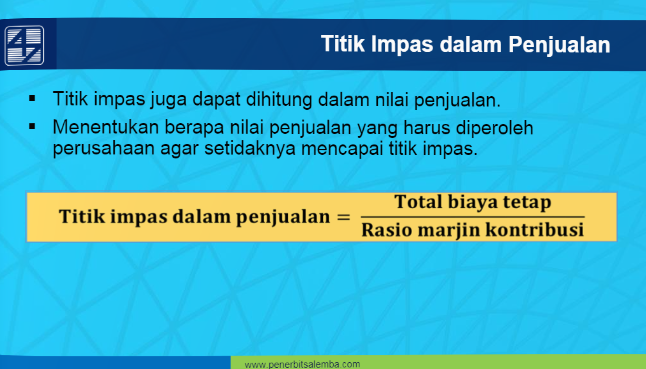 Titik Impas dalam Penjualan
▪ Titik impas juga dapat dihitung dalam nilai penjualan.
▪ Menentukan berapa nilai penjualan yang harus diperoleh
perusahaan agar setidaknya mencapai titik impas.
Titik impas dalam penjualan = Total biaya tetap / Rasio marjin kontribusi
www.penerbitsalemba.com